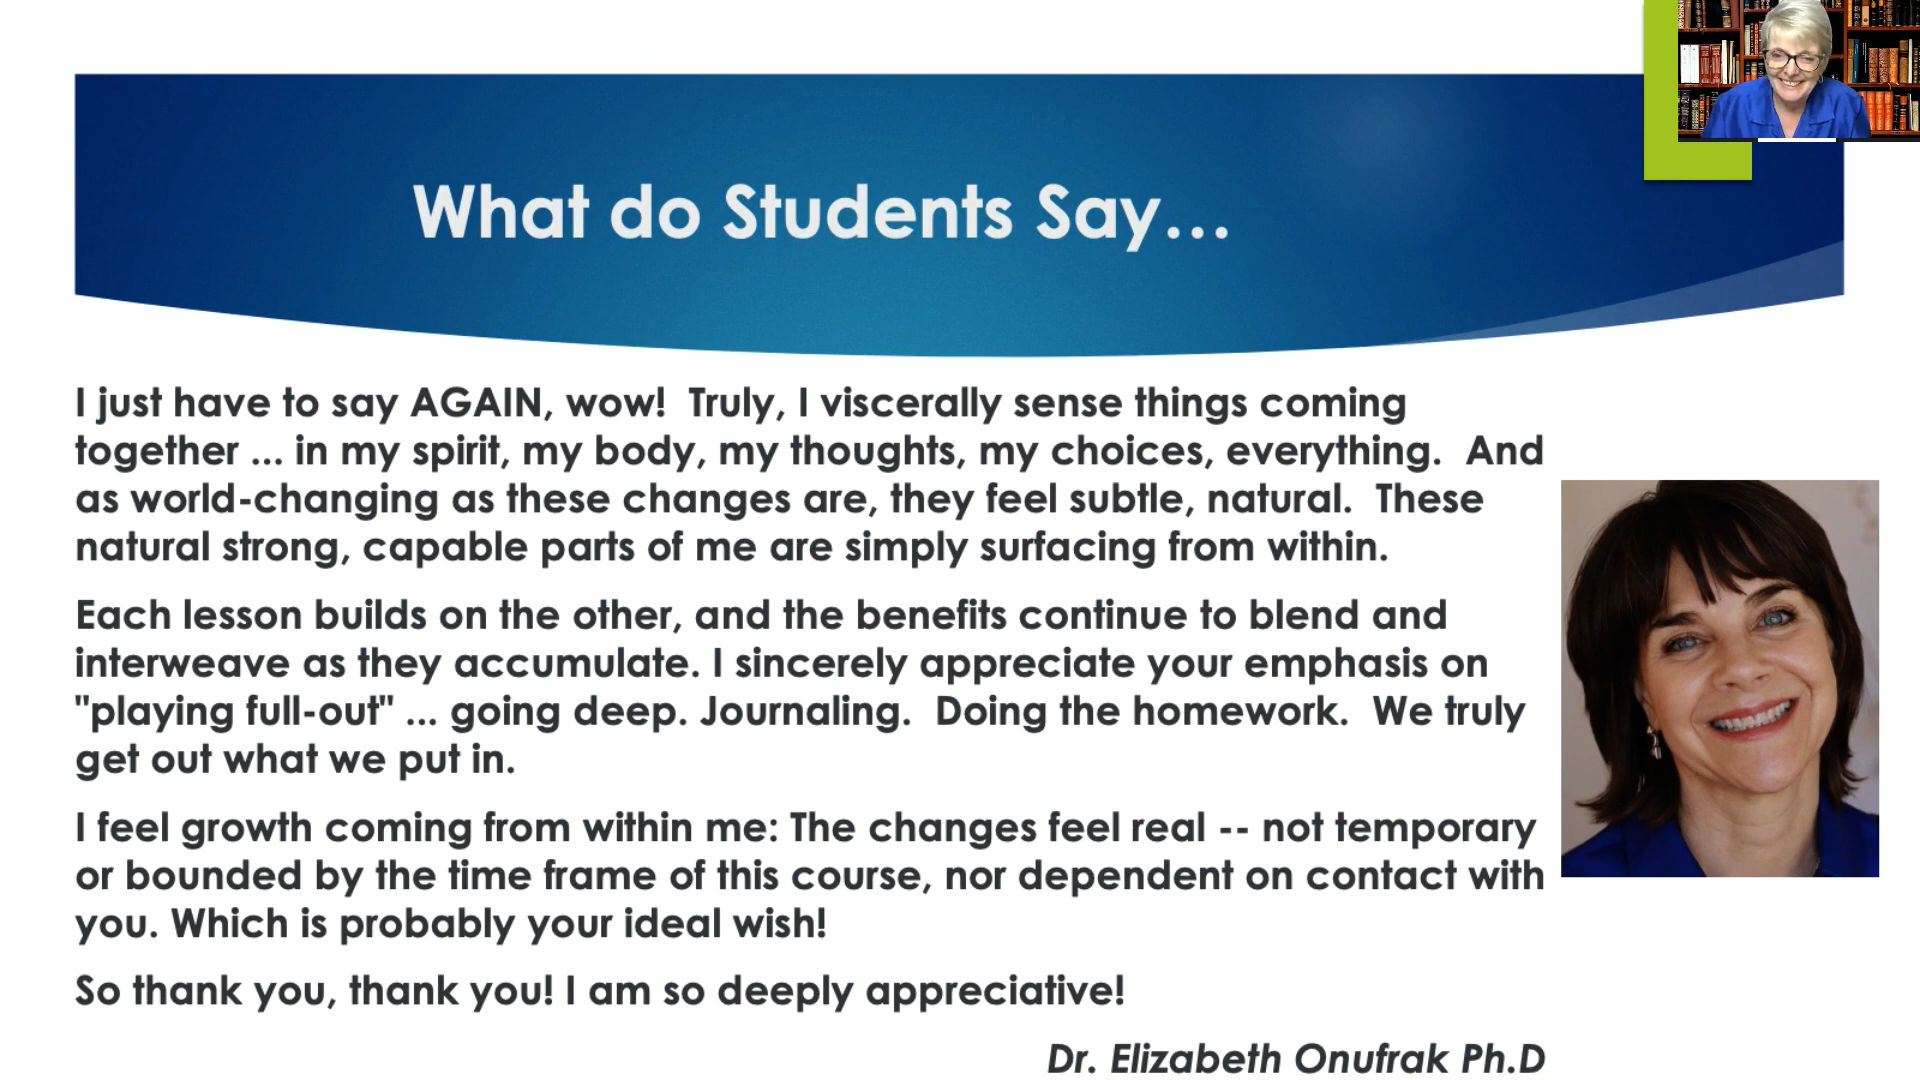 What do Students Say...
I just have to say AGAIN, wow!  Truly, I viscerally sense things coming
together ... in my spirit, my body, my thoughts, my choices, everything.  And
as world-changing as these changes are, they feel subtle, natural.  These
natural strong, capable parts of me are simply surfacing from within.
Each lesson builds on the other, and the benefits continue to blend and
interweave as they accumulate. I sincerely appreciate your emphasis on
"playing full-out" ... going deep. Journaling.  Doing the homework.  We truly
get out what we put in.
I feel growth coming from within me: The changes feel real -- not temporary
or bounded by the time frame of this course, nor dependent on contact with
you. Which is probably your ideal wish!
So thank you, thank you! I am so deeply appreciative!
Dr. Elizabeth Onufrak Ph.D